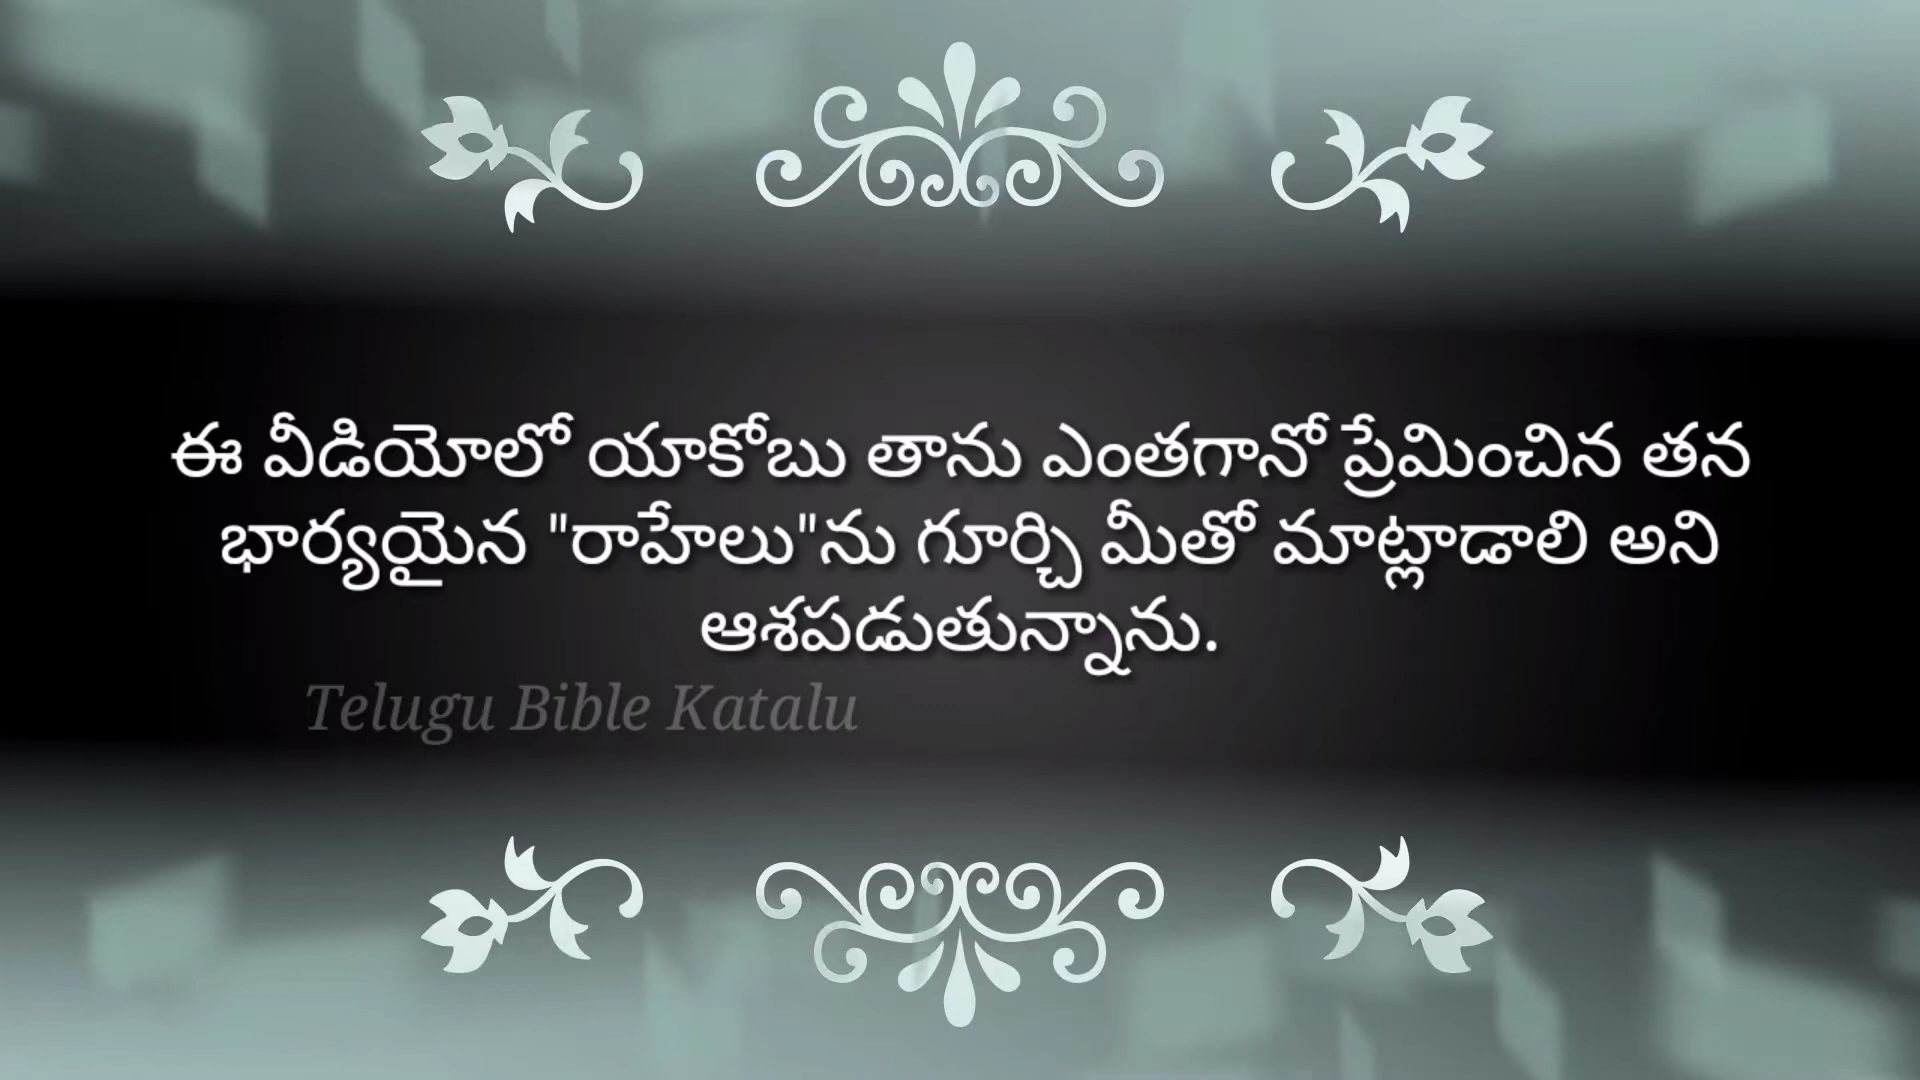 ఈ వీడియోలో యాకోబు తాను ఎంతగానో ప్రేమించిన తన
భార్యయైన "రాహేలు"ను గూర్చి మీతో మాట్లాడాలి అని
ఆశపడుతున్నాను.
Telugu Bible Katalu